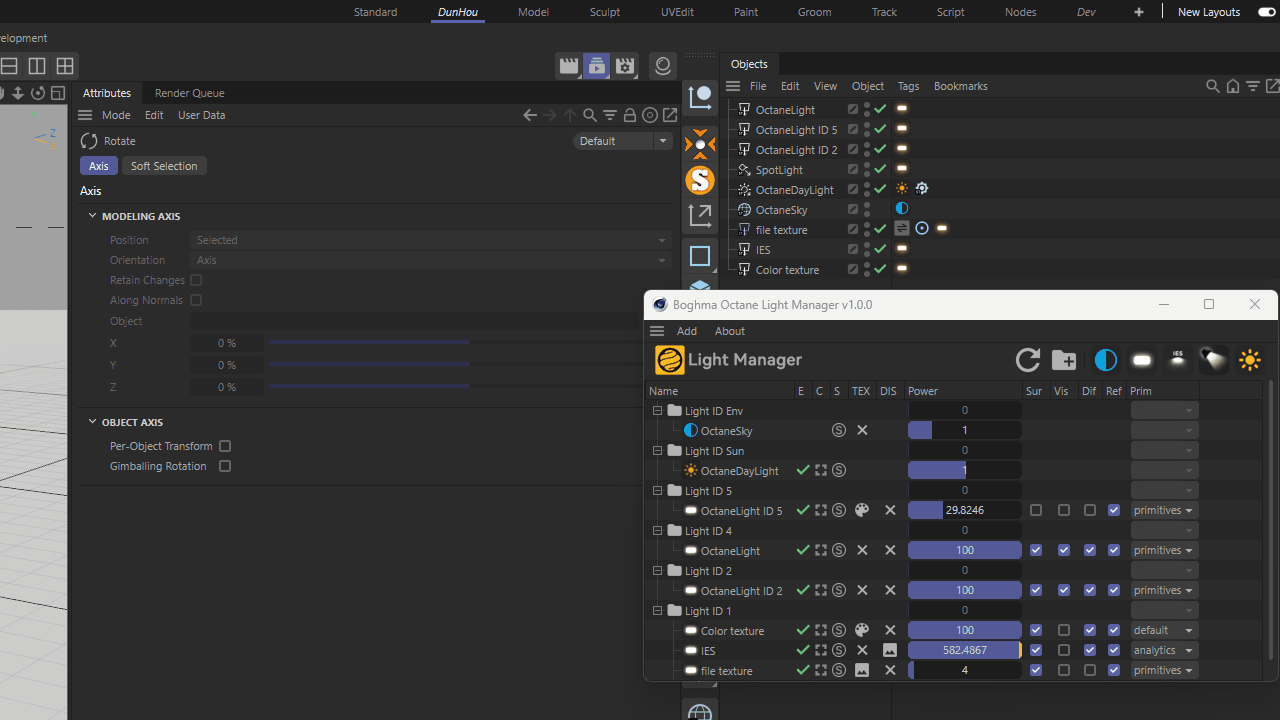 Standard DunHou Model Sculpt UVEdit Paint Groom Track Script Nodes Dev + New Layouts
velopment
Objects
Attributes Render Queue
File Edit View Object Tags Bookmarks
Mode Edit User Data
Rotate Default
Axis Soft Selection
Axis
MODELING AXIS
Position Selected
Orientation Axis
Retain Changes
Along Normals
Object
X 0 %
Y 0 %
Z 0 %
OBJECT AXIS
Per-Object Transform
Gimballing Rotation
OctaneLight
OctaneLight ID 5
OctaneLight ID 2
SpotLight
OctaneDayLight
OctaneSky
file texture
IES
Color texture
Boghma Octane Light Manager v1.0.0
Add About
Light Manager IES
Name E C S TEX DIS Power Sur Vis Dif Ref Prim
Light ID Env 0
OctaneSky S 1
Light ID Sun 0
OctaneDayLight S 1
Light ID 5 0
OctaneLight ID 5 S 29.8246 primitives
Light ID 4 0
OctaneLight S 100 primitives
Light ID 2 0
OctaneLight ID 2 S 100 primitives
Light ID 1 0
Color texture S 100 default
IES S 582.4867 analytics
file texture S 4 primitives